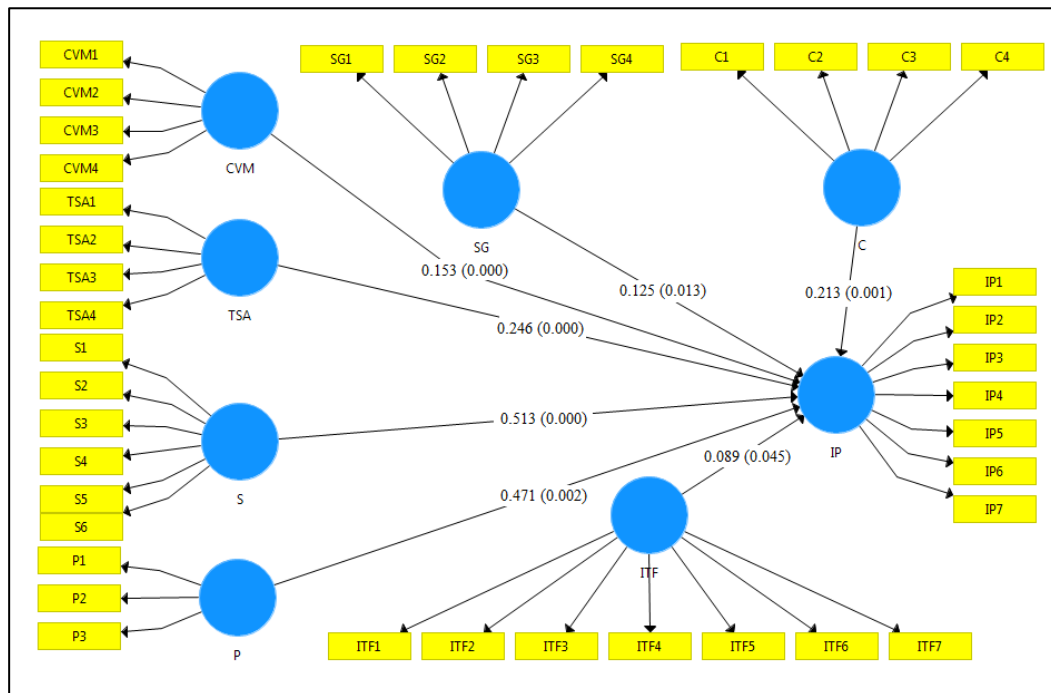 CVM1
CVM2
CVM3
CVM4
CVM
TSA1
TSA2
TSA3
TSA4
TSA
S1
S2
S3
S4
S5
S6
S
P1
P2
P3
P
SG1
SG2
SG3
SG4
SG
C1
C2
C3
C4
C
0.153 (0.000)
0.125 (0.013)
0.213 (0.001)
0.246 (0.000)
0.513 (0.000)
0.089 (0.045)
0.471 (0.002)
IP1
IP2
IP3
IP4
IP5
IP6
IP7
IP
ITF
ITF1
ITF2
ITF3
ITF4
ITF5
ITF6
ITF7